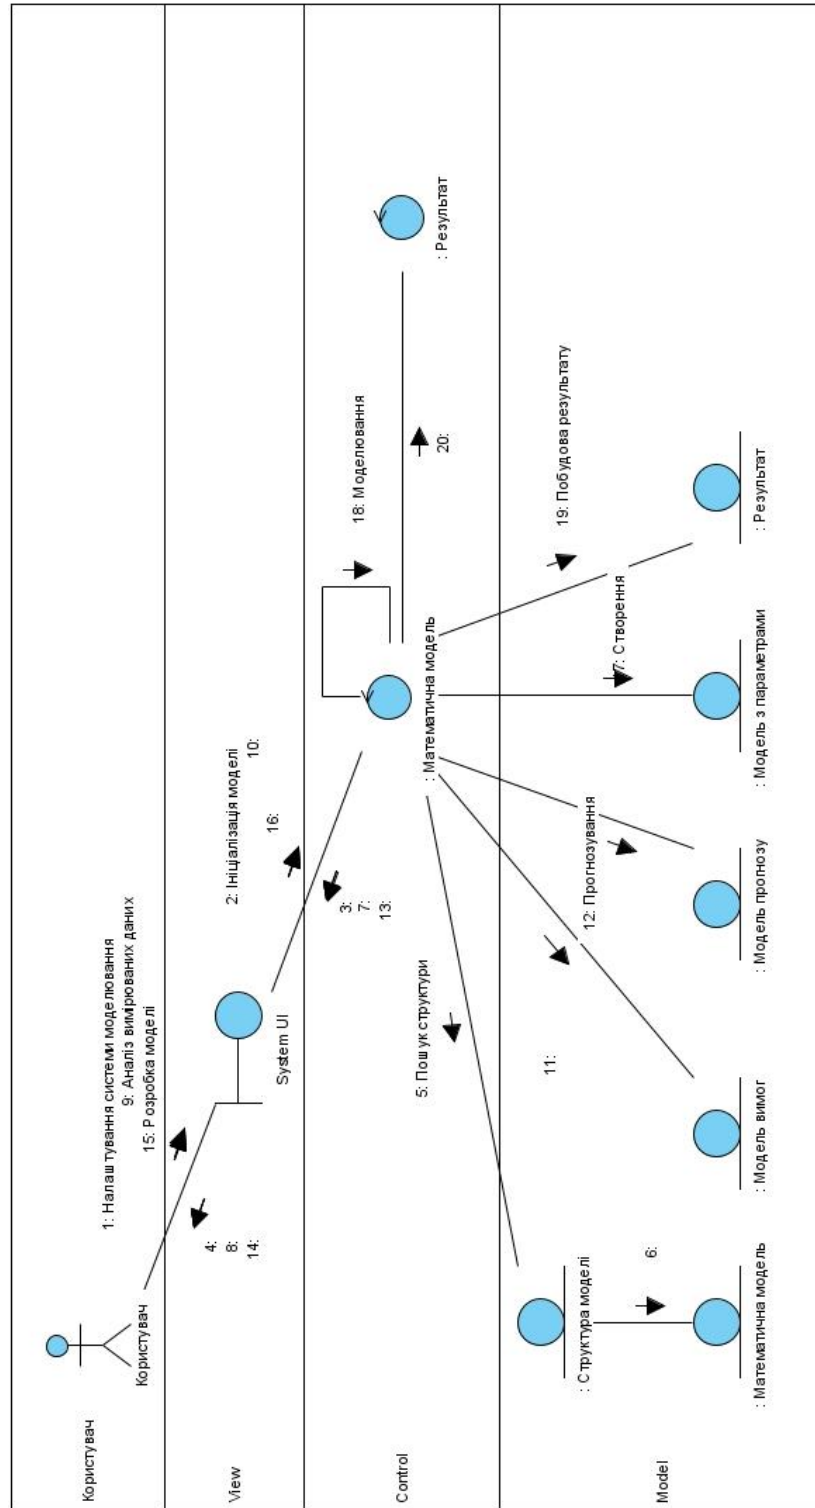 Користувач
View
Control
Model
Користувач
1: Налаштування системи моделювання
9: Аналіз вимірюваних даних
15: Розробка моделі
4:
8:
14:
System UI
2: Ініціалізація моделі
10:
16:
3:
7:
13:
: Математична модель
18: Моделювання
20:
: Результат
5: Пошук структури
11:
12: Прогнозування
7: Створення
19: Побудова результату
: Структура моделі
6:
: Математична модель
: Модель вимог
: Модель прогнозу
: Модель з параметрами
: Результат